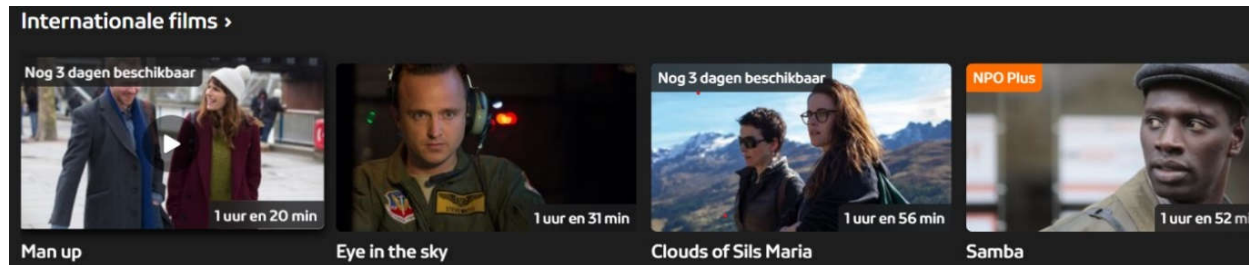 Internationale films ›
Nog 3 dagen beschikbaar
1 uur en 20 min
Man up
1 uur en 31 min
Eye in the sky
Nog 3 dagen beschikbaar
1 uur en 56 min
Clouds of Sils Maria
NPO Plus
1 uur en 52 m
Samba